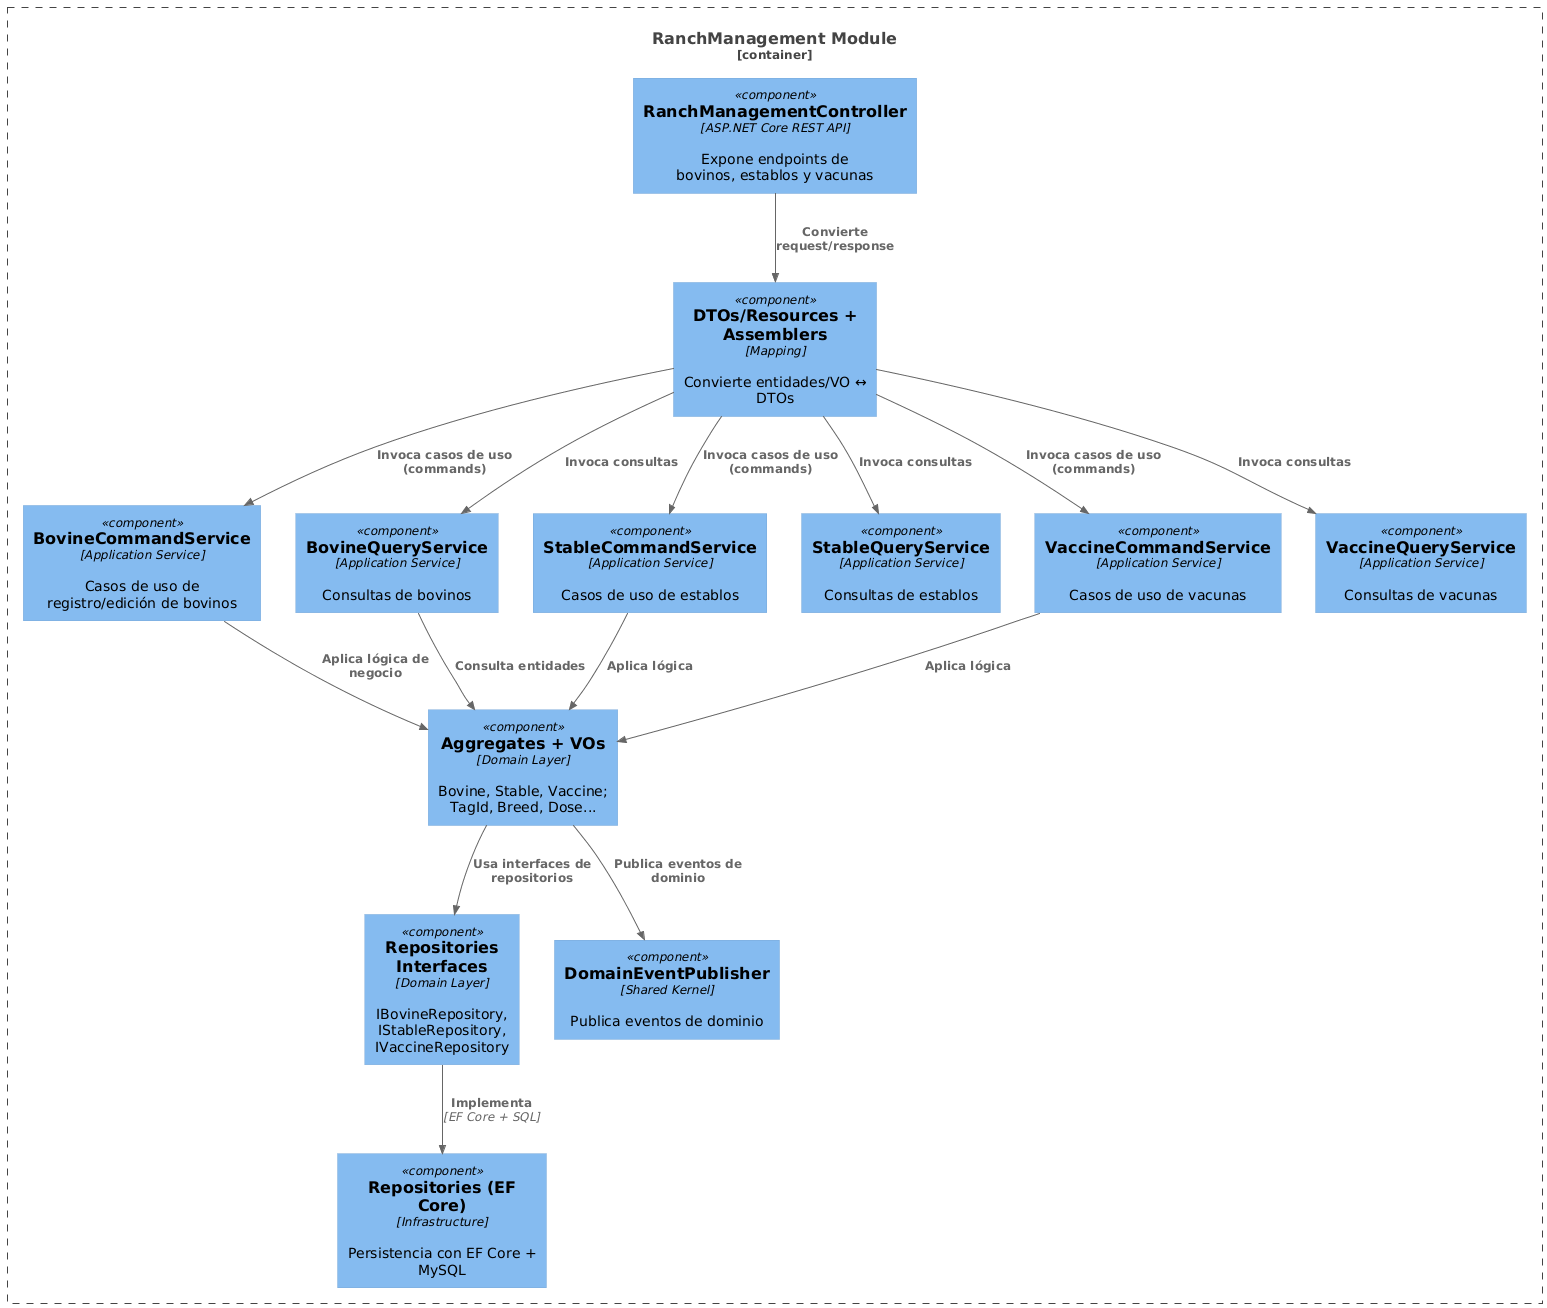 RanchManagement Module
[container]
«component»
RanchManagementController
[ASP.NET Core REST API]
Expone endpoints de
bovinos, establos y vacunas
Convierte
request/response
«component»
DTOs/Resources +
Assemblers
[Mapping]
Convierte entidades/VO ↔
DTOs
Invoca casos de uso
(commands)
Invoca consultas
Invoca casos de uso
(commands)
Invoca consultas
Invoca casos de uso
(commands)
Invoca consultas
«component»
BovineCommandService
[Application Service]
Casos de uso de
registro/edición de bovinos
«component»
BovineQueryService
[Application Service]
Consultas de bovinos
«component»
StableCommandService
[Application Service]
Casos de uso de establos
«component»
StableQueryService
[Application Service]
Consultas de establos
«component»
VaccineCommandService
[Application Service]
Casos de uso de vacunas
«component»
VaccineQueryService
[Application Service]
Consultas de vacunas
Aplica lógica de
negocio
Consulta entidades
Aplica lógica
Aplica lógica
«component»
Aggregates + VOs
[Domain Layer]
Bovine, Stable, Vaccine;
TagId, Breed, Dose...
Usa interfaces de
repositorios
Publica eventos de
dominio
«component»
Repositories
Interfaces
[Domain Layer]
IBovineRepository,
IStableRepository,
IVaccineRepository
«component»
DomainEventPublisher
[Shared Kernel]
Publica eventos de dominio
Implementa
[EF Core + SQL]
«component»
Repositories (EF
Core)
[Infrastructure]
Persistencia con EF Core +
MySQL